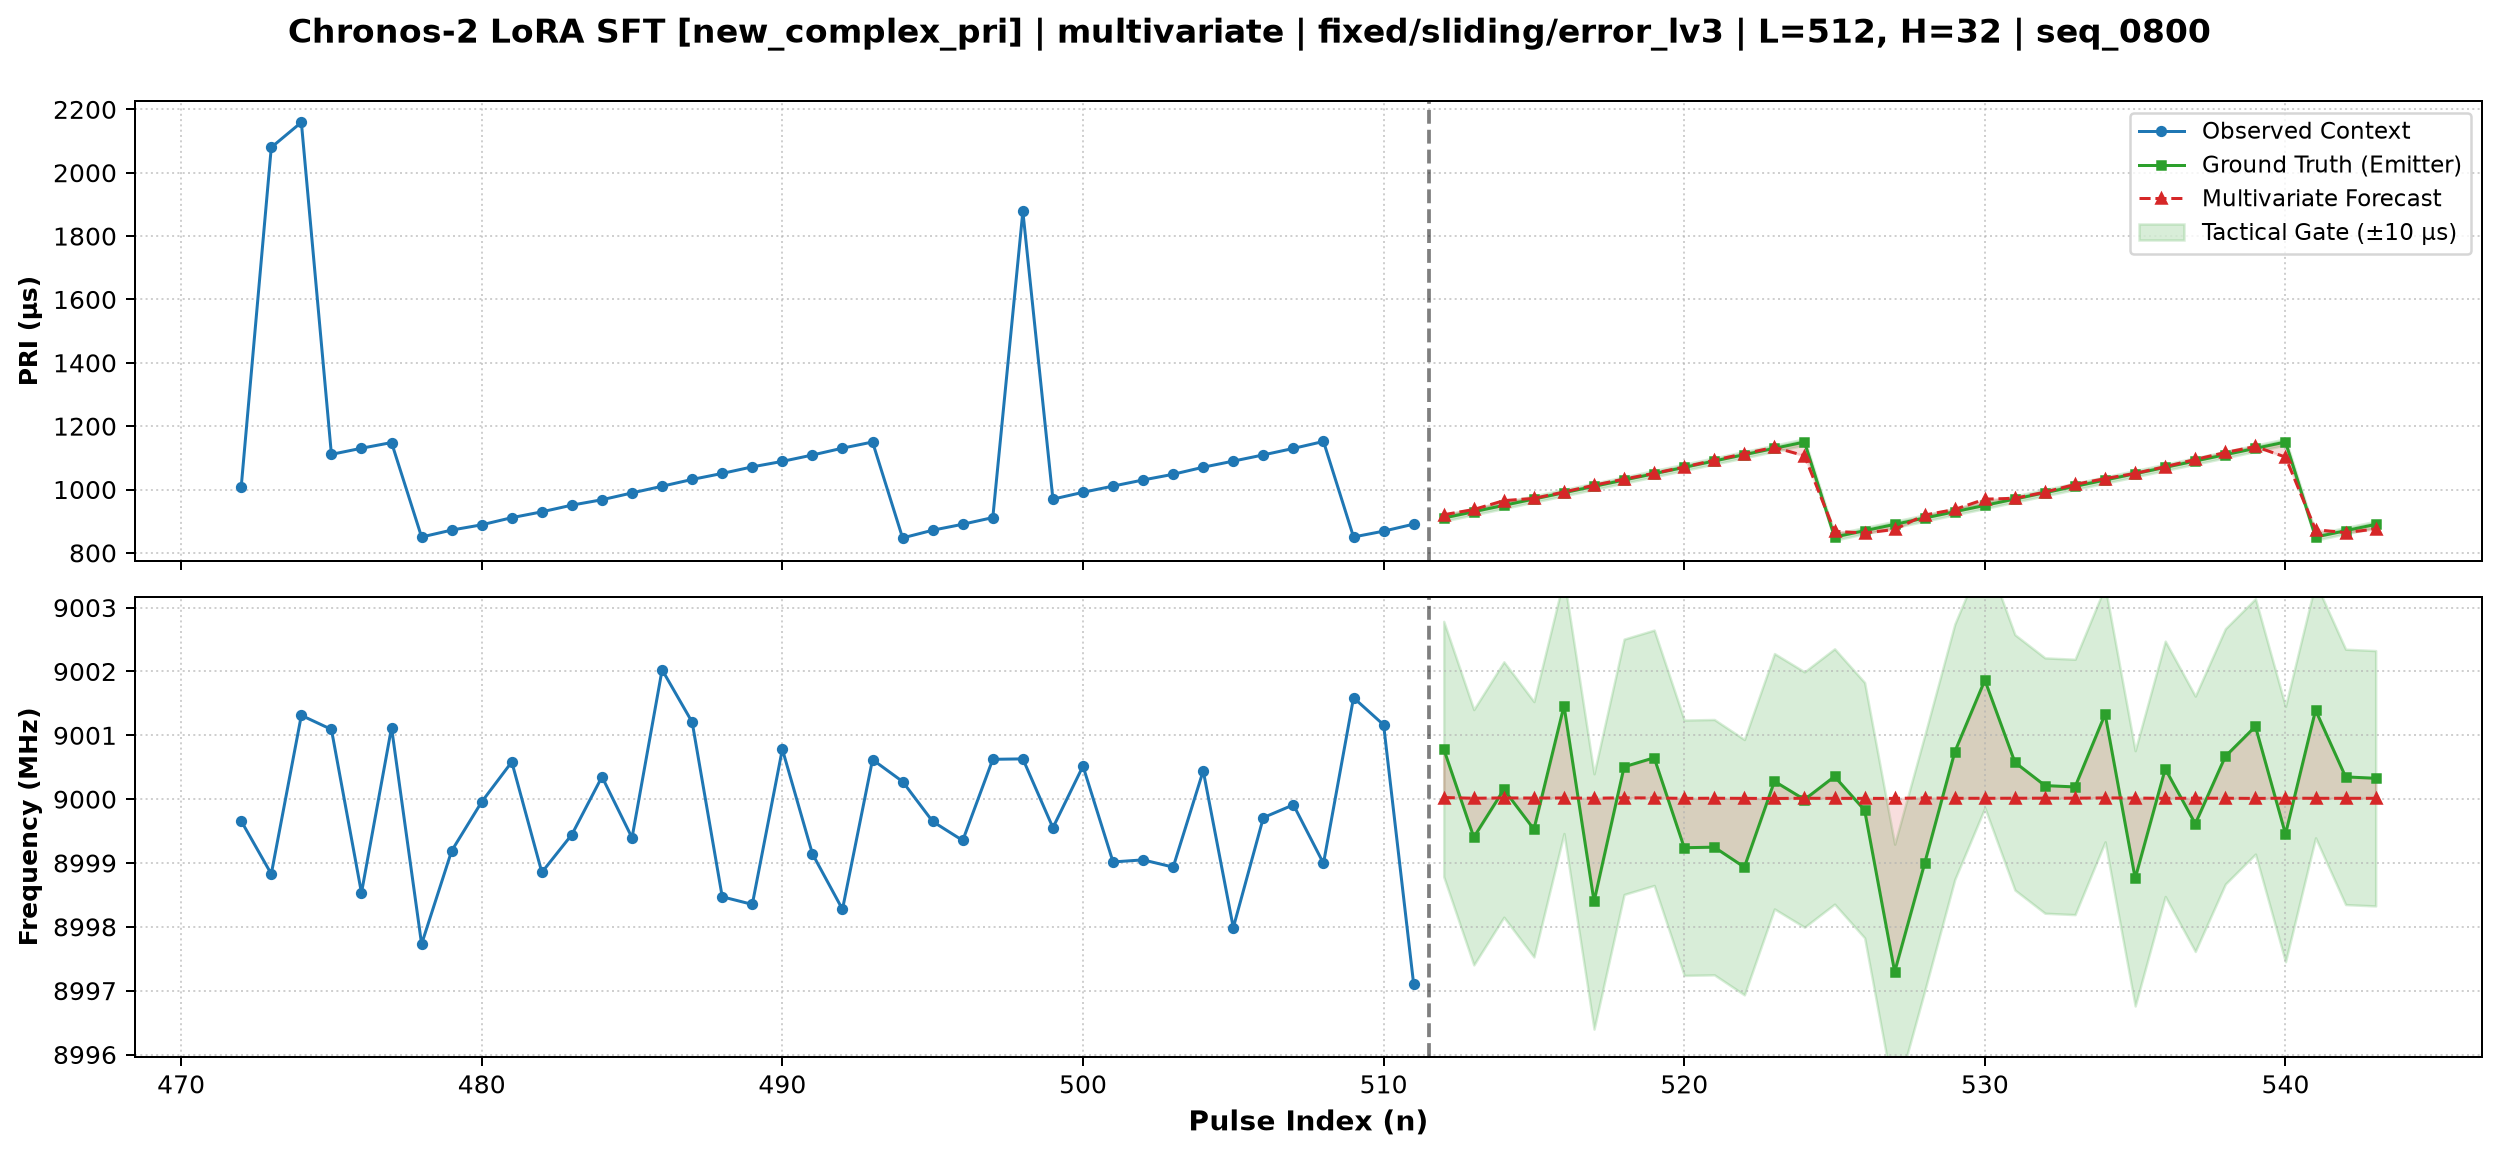 Chronos-2 LoRA SFT [new_complex_pri] | multivariate | fixed/sliding/error_lv3 | L=512, H=32 | seq_0800
2200
2000
1800
1600
1400
1200
1000
800
PRI (µs)
Observed Context
Ground Truth (Emitter)
Multivariate Forecast
Tactical Gate (±10 µs)
9003
9002
9001
9000
8999
8998
8997
8996
Frequency (MHz)
470 480 490 500 510 520 530 540
Pulse Index (n)